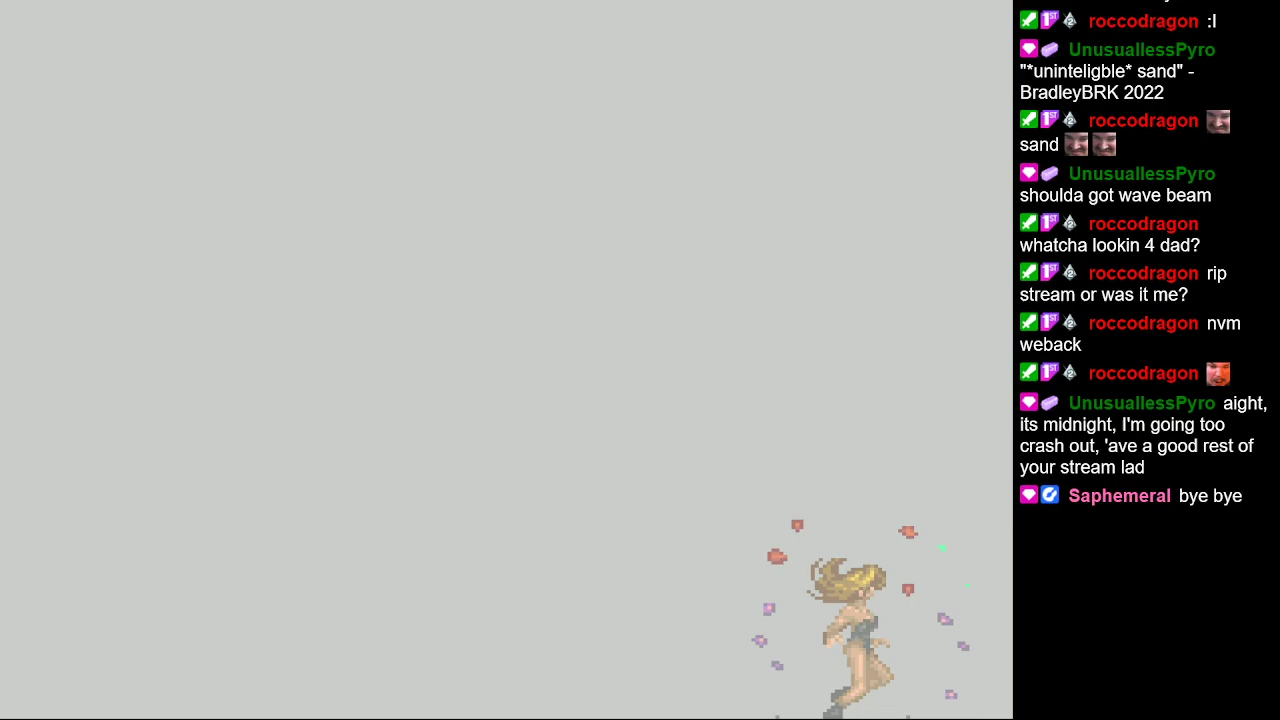 roccodragon :l
UnusuallessPyro
"*uninteligble* sand" -
BradleyBRK 2022
roccodragon
sand
UnusuallessPyro
shoulda got wave beam
roccodragon
whatcha lookin 4 dad?
roccodragon rip
stream or was it me?
roccodragon nvm
weback
roccodragon
UnusuallessPyro aight,
its midnight, I'm going too
crash out, 'ave a good rest of
your stream lad
Saphemeral bye bye